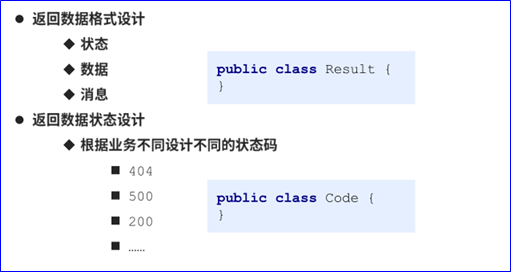 ● 返回数据格式设计
◆ 状态
◆ 数据
◆ 消息
public class Result {
}
● 返回数据状态设计
◆ 根据业务不同设计不同的状态码
■ 404
■ 500
■ 200
■ ……
public class Code {
}